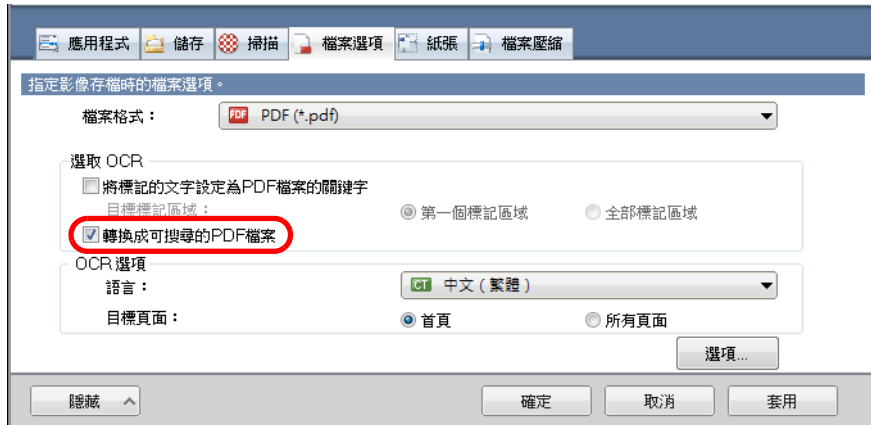 應用程式 儲存 掃描 檔案選項 紙張 檔案壓縮
指定影像存檔時的檔案選項。
檔案格式： PDF PDF (*.pdf)
選取 OCR
將標記的文字設定為PDF檔案的關鍵字
目標標記區域： 第一個標記區域 全部標記區域
轉換成可搜尋的PDF檔案
OCR 選項
語言： CT 中文（繁體）
目標頁面： 首頁 所有頁面
選項...
隱藏 確定 取消 套用